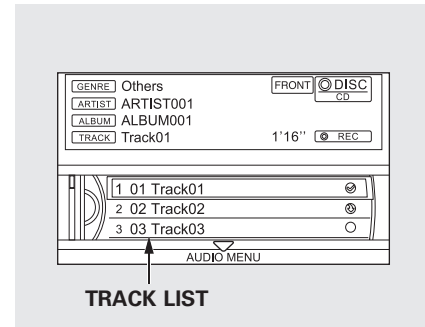 GENRE Others FRONT DISC
CD
ARTIST ARTIST001
ALBUM ALBUM001
TRACK Track01 1'16'' REC
1 01 Track01
2 02 Track02
3 03 Track03
AUDIO MENU
TRACK LIST